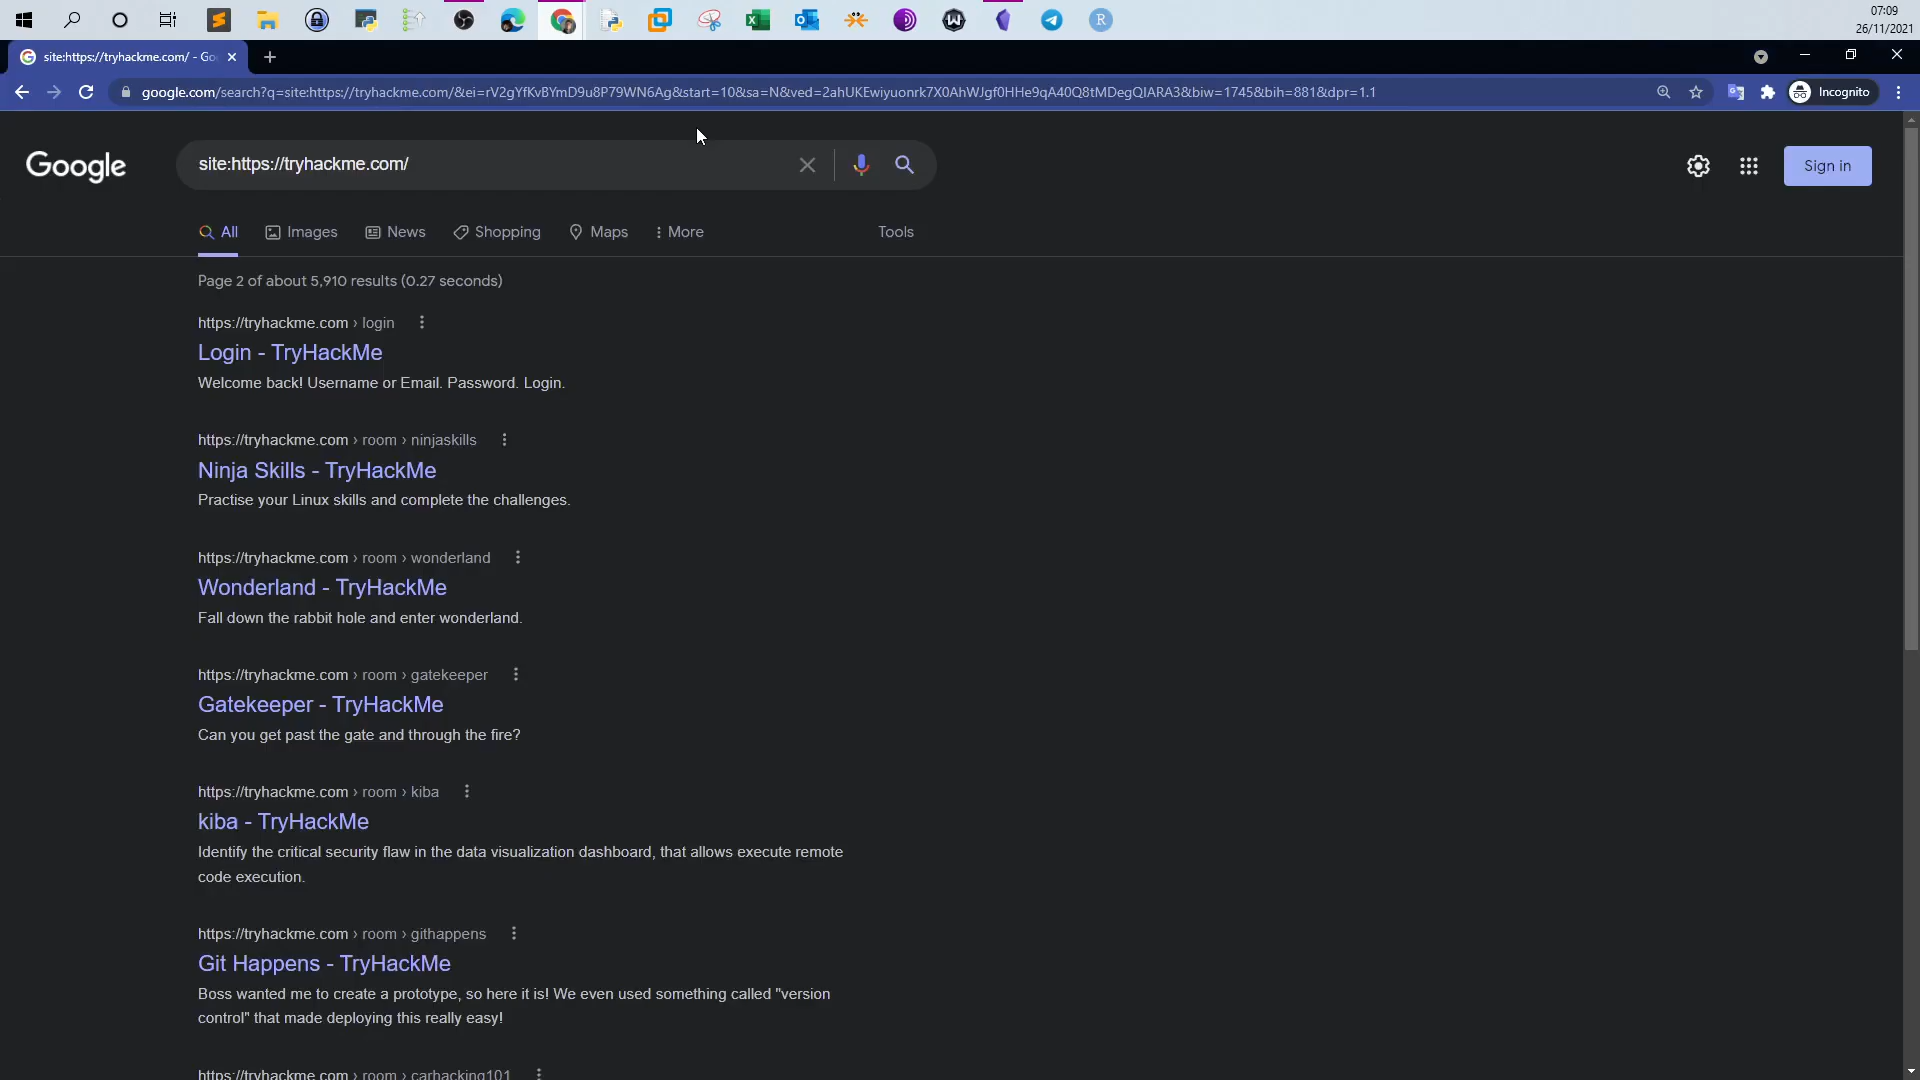 07:09
26/11/2021
site:https://tryhackme.com/ - Go
google.com/search?q=site:https://tryhackme.com/&ei=rV2gYfKvBYmD9u8P79WN6Ag&start=10&sa=N&ved=2ahUKEwiyuonrk7X0AhWJgf0HHe9qA40Q8tMDegQIARA3&biw=1745&bih=881&dpr=1.1
Incognito
Google
site:https://tryhackme.com/
Sign in
All Images News Shopping Maps More Tools
Page 2 of about 5,910 results (0.27 seconds)
https://tryhackme.com › login
Login - TryHackMe
Welcome back! Username or Email. Password. Login.
https://tryhackme.com › room › ninjaskills
Ninja Skills - TryHackMe
Practise your Linux skills and complete the challenges.
https://tryhackme.com › room › wonderland
Wonderland - TryHackMe
Fall down the rabbit hole and enter wonderland.
https://tryhackme.com › room › gatekeeper
Gatekeeper - TryHackMe
Can you get past the gate and through the fire?
https://tryhackme.com › room › kiba
kiba - TryHackMe
Identify the critical security flaw in the data visualization dashboard, that allows execute remote
code execution.
https://tryhackme.com › room › githappens
Git Happens - TryHackMe
Boss wanted me to create a prototype, so here it is! We even used something called "version
control" that made deploying this really easy!
https://tryhackme.com › room › carhacking101